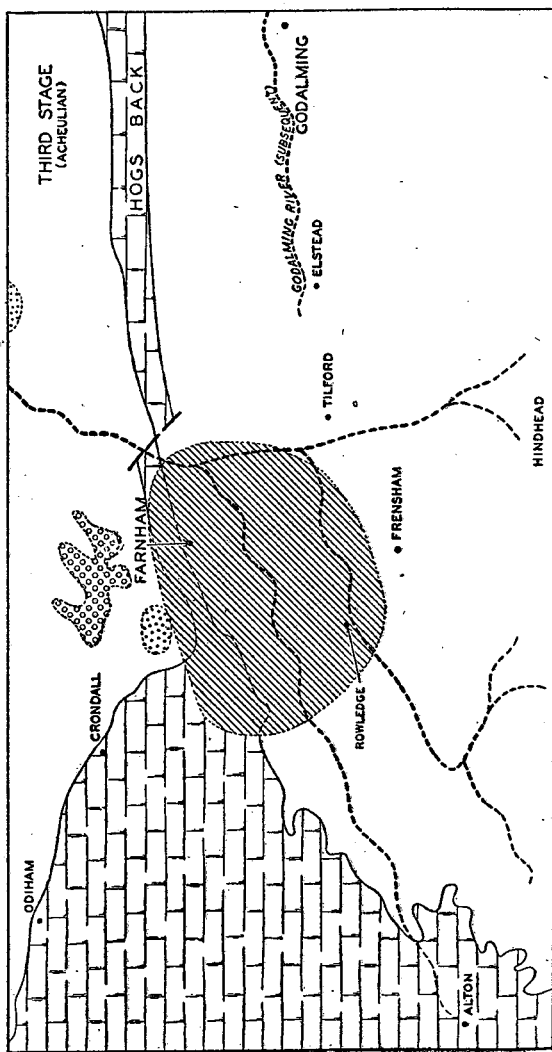 THIRD STAGE
(ACHEULIAN)
HOGS BACK
ODIHAM
CRONDALL
FARNHAM
GODALMING RIVER (SUBSEQUENT)
GODALMING
ELSTEAD
TILFORD
ROWLEDGE
FRENSHAM
HINDHEAD
ALTON